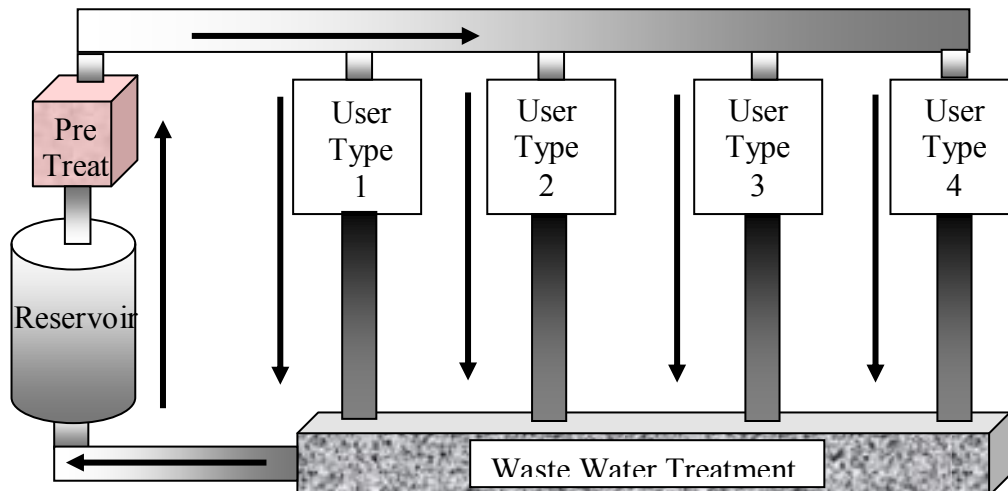 Pre
Treat
Reservoir
User
Type
1
User
Type
2
User
Type
3
User
Type
4
Waste Water Treatment